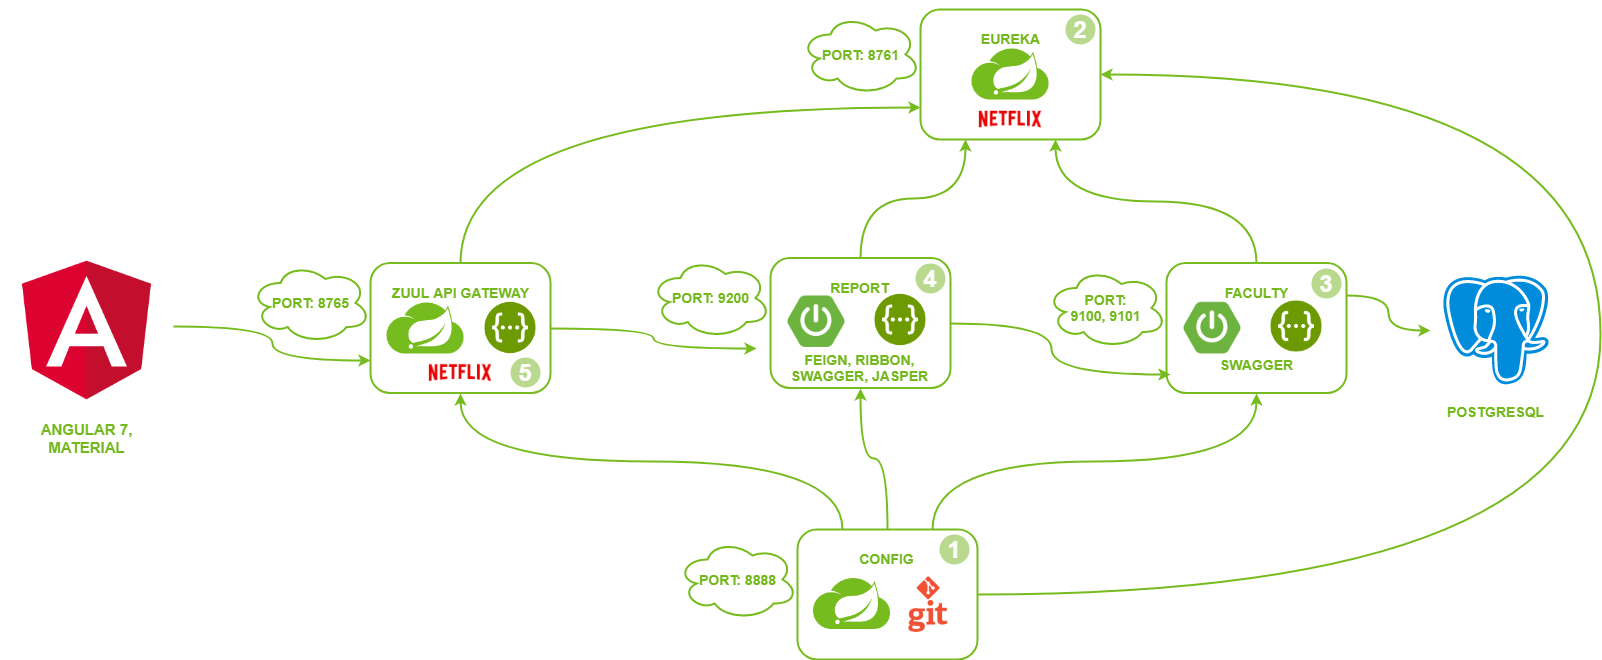 2
EUREKA
PORT: 8761
NETFLIX
ZUUL API GATEWAY
PORT: 8765
{···}
NETFLIX
5
4
REPORT
PORT: 9200
{···}
FEIGN, RIBBON,
SWAGGER, JASPER
3
FACULTY
PORT:
9100, 9101
{···}
SWAGGER
POSTGRESQL
A
ANGULAR 7,
MATERIAL
1
CONFIG
PORT: 8888
git